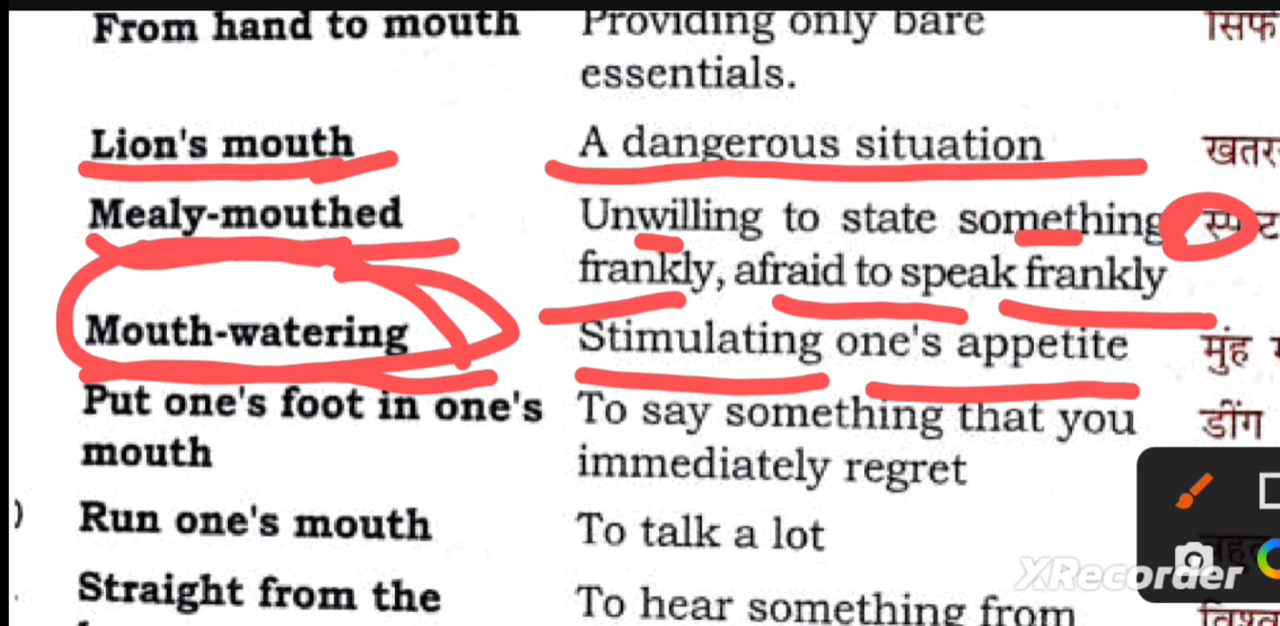 From hand to mouth Providing only bare सिर्फ
essentials.
Lion's mouth A dangerous situation
Mealy-mouthed Unwilling to state something
frankly, afraid to speak frankly
Mouth-watering Stimulating one's appetite मुंह
Put one's foot in one's To say something that you डींग
mouth immediately regret
) Run one's mouth To talk a lot
Straight from the To hear something from
XRecorder